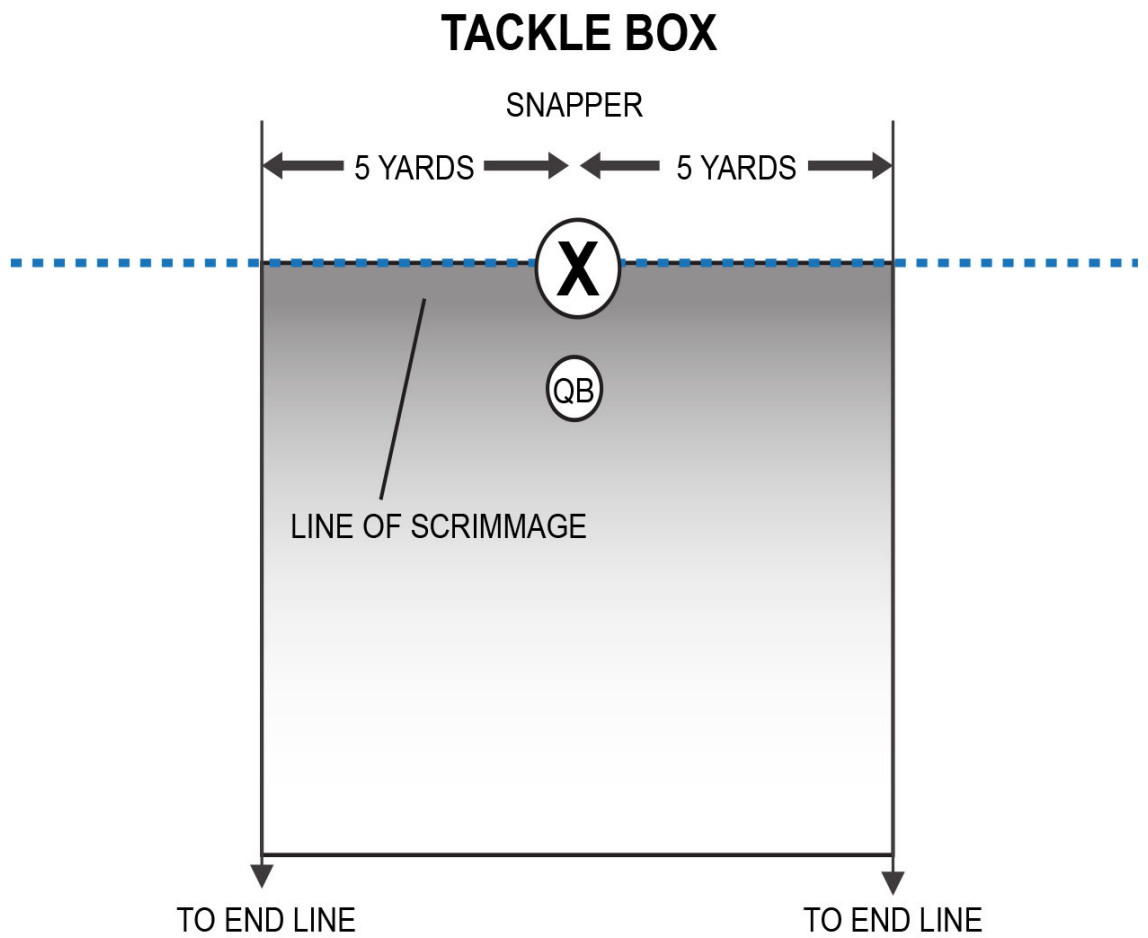 TACKLE BOX
SNAPPER
5 YARDS 5 YARDS
X
QB
LINE OF SCRIMMAGE
TO END LINE TO END LINE